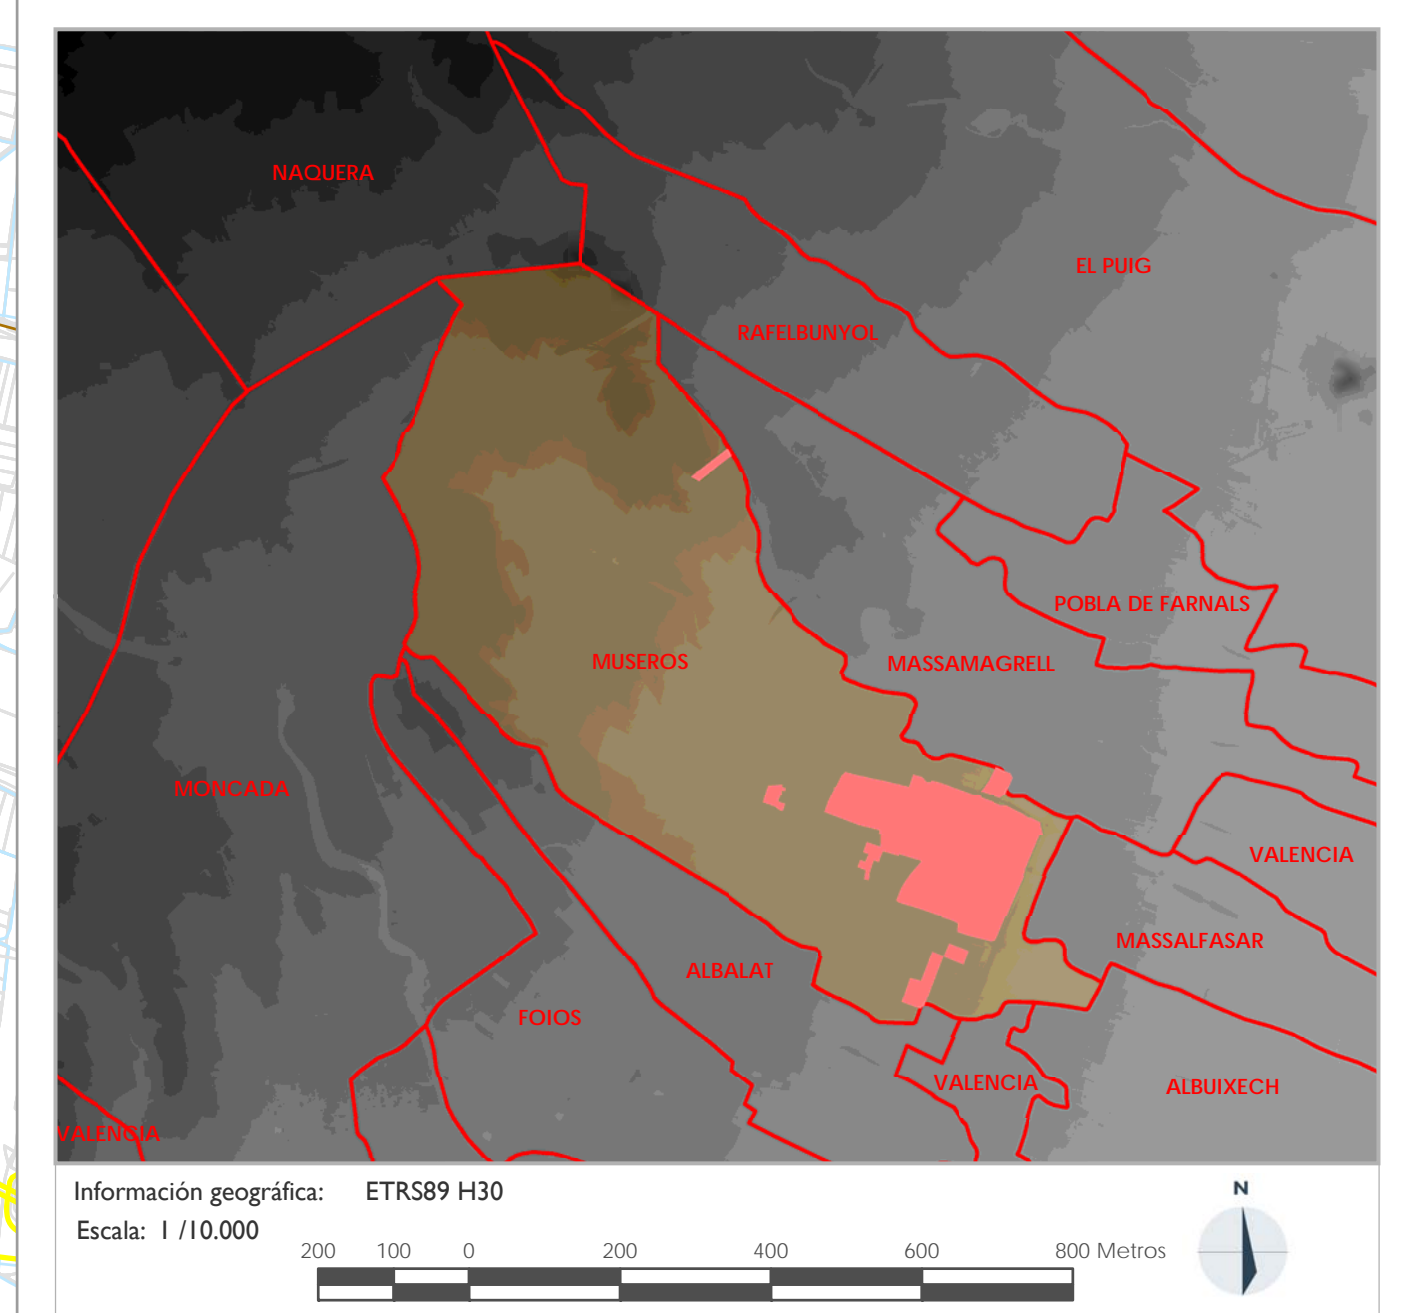 NAQUERA
EL PUIG
RAFELBUNYOL
POBLA DE FARNALS
MUSEROS
MASSAMAGRELL
MONCADA
VALENCIA
MASSALFASAR
ALBALAT
FOIOS
VALENCIA
ALBUIXECH
VALENCIA
Información geográfica: ETRS89 H30
Escala: 1 /10.000
200 100 0 200 400 600 800 Metros
N